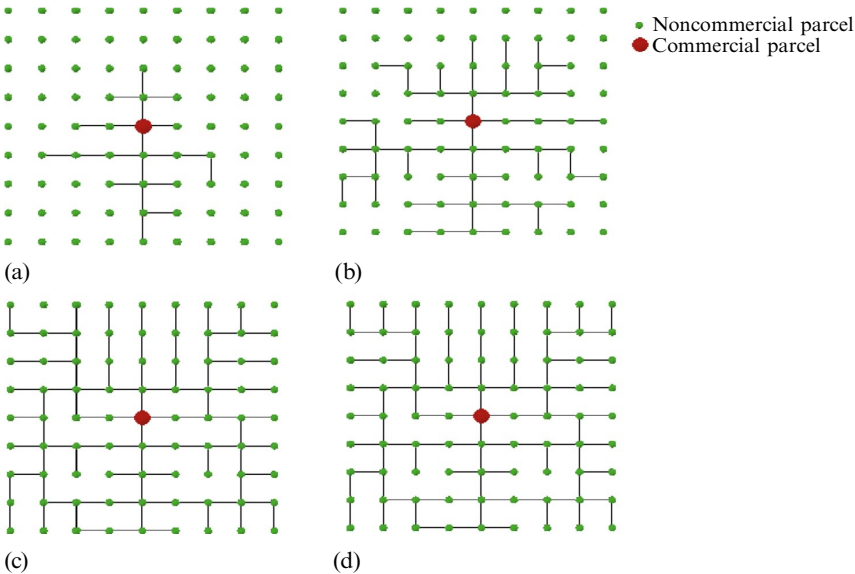 Noncommercial parcel
Commercial parcel
(a)
(b)
(c)
(d)